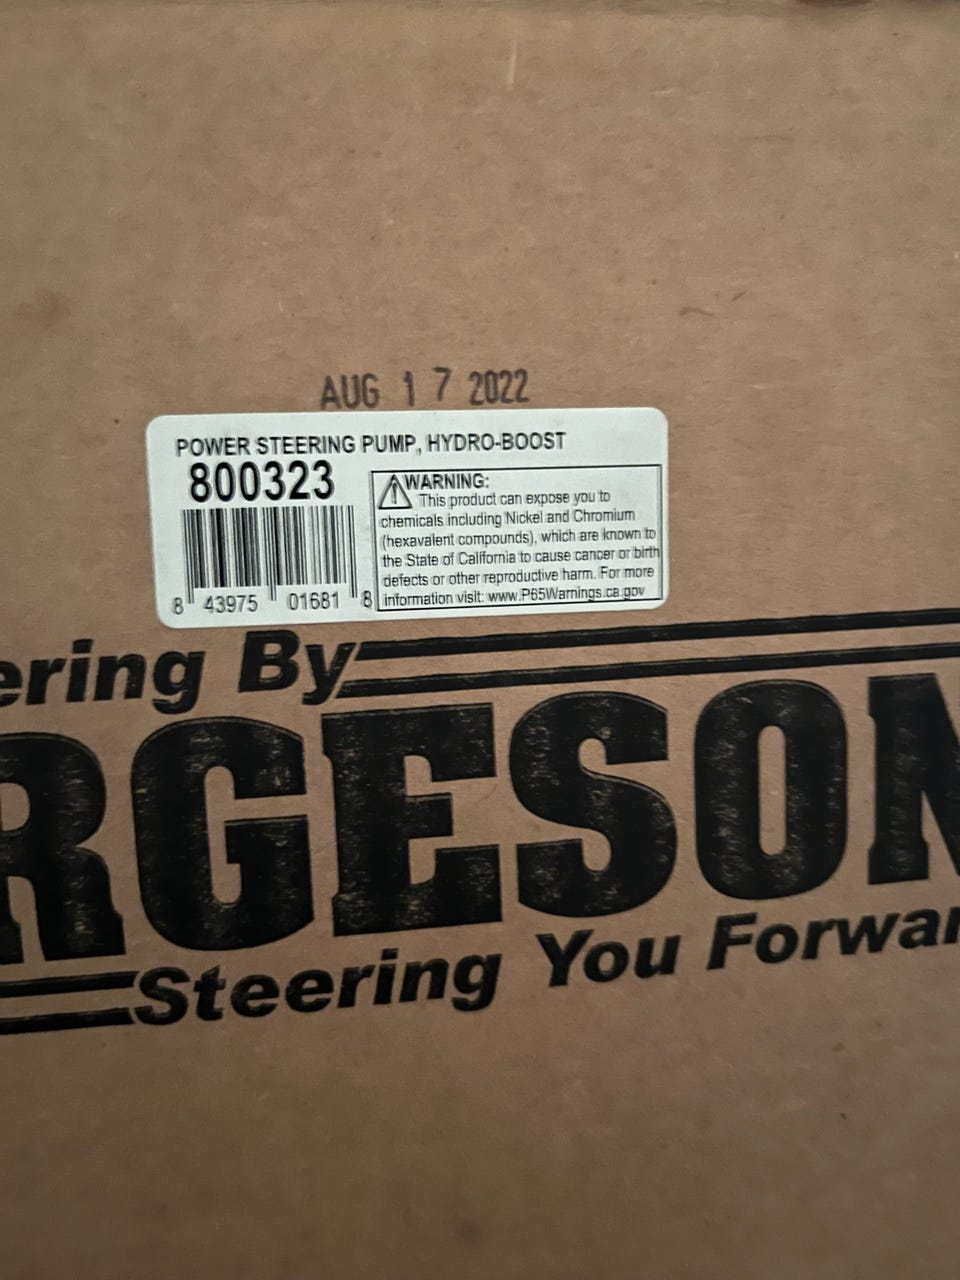 AUG 1 7 2022
POWER STEERING PUMP, HYDRO-BOOST
800323
WARNING:
This product can expose you to
chemicals including Nickel and Chromium
(hexavalent compounds), which are known to
the State of California to cause cancer or birth
defects or other reproductive harm. For more
information visit: www.P65Warnings.ca.gov
8 43975 01681 8
ering By
RGESON
Steering You Forwar